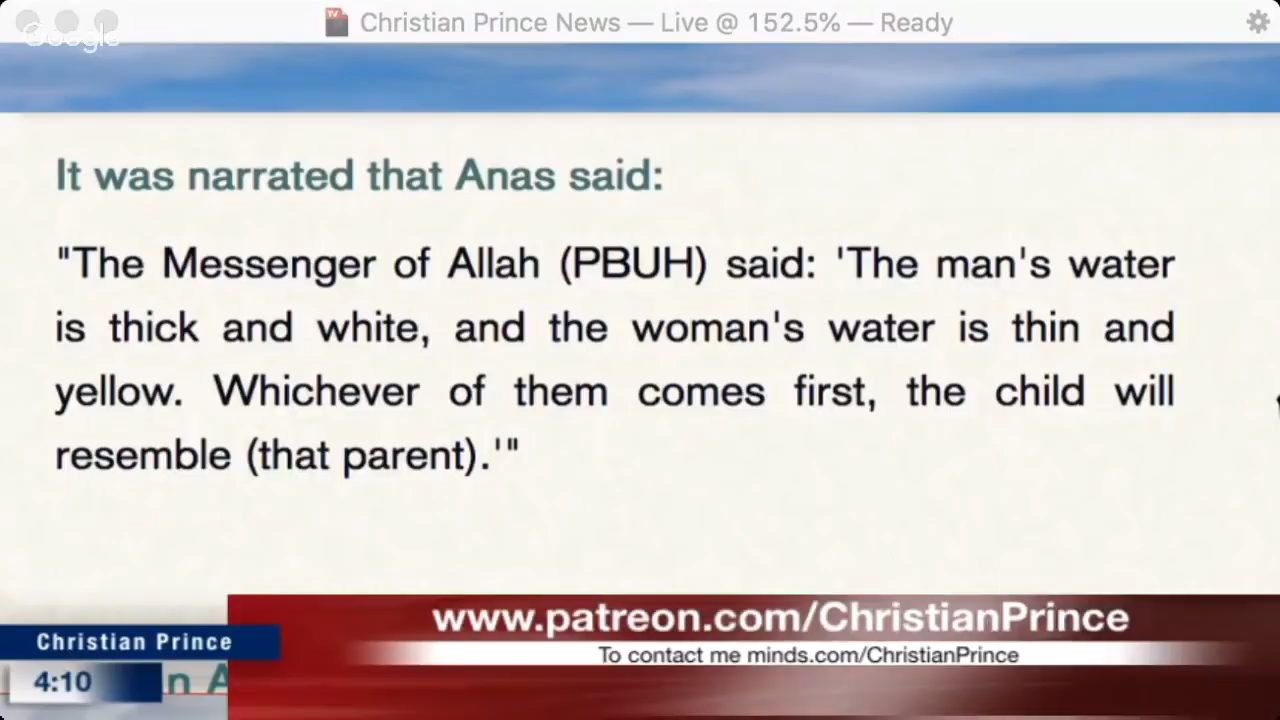 Christian Prince News — Live @ 152.5% — Ready
Google
It was narrated that Anas said:
"The Messenger of Allah (PBUH) said: 'The man's water
is thick and white, and the woman's water is thin and
yellow. Whichever of them comes first, the child will
resemble (that parent).'"
www.patreon.com/ChristianPrince
Christian Prince
To contact me minds.com/ChristianPrince
4:10